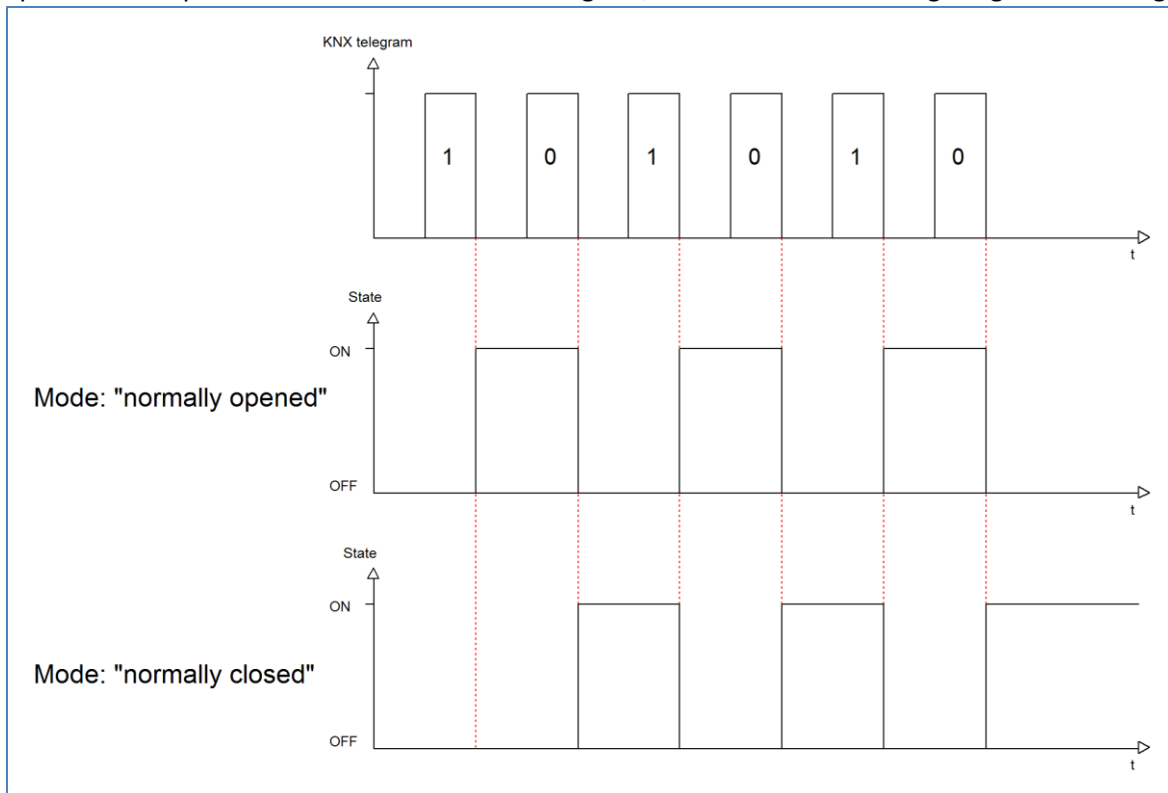 KNX telegram
1 0 1 0 1 0
t
State
ON
Mode: "normally opened"
OFF
t
State
ON
Mode: "normally closed"
OFF
t